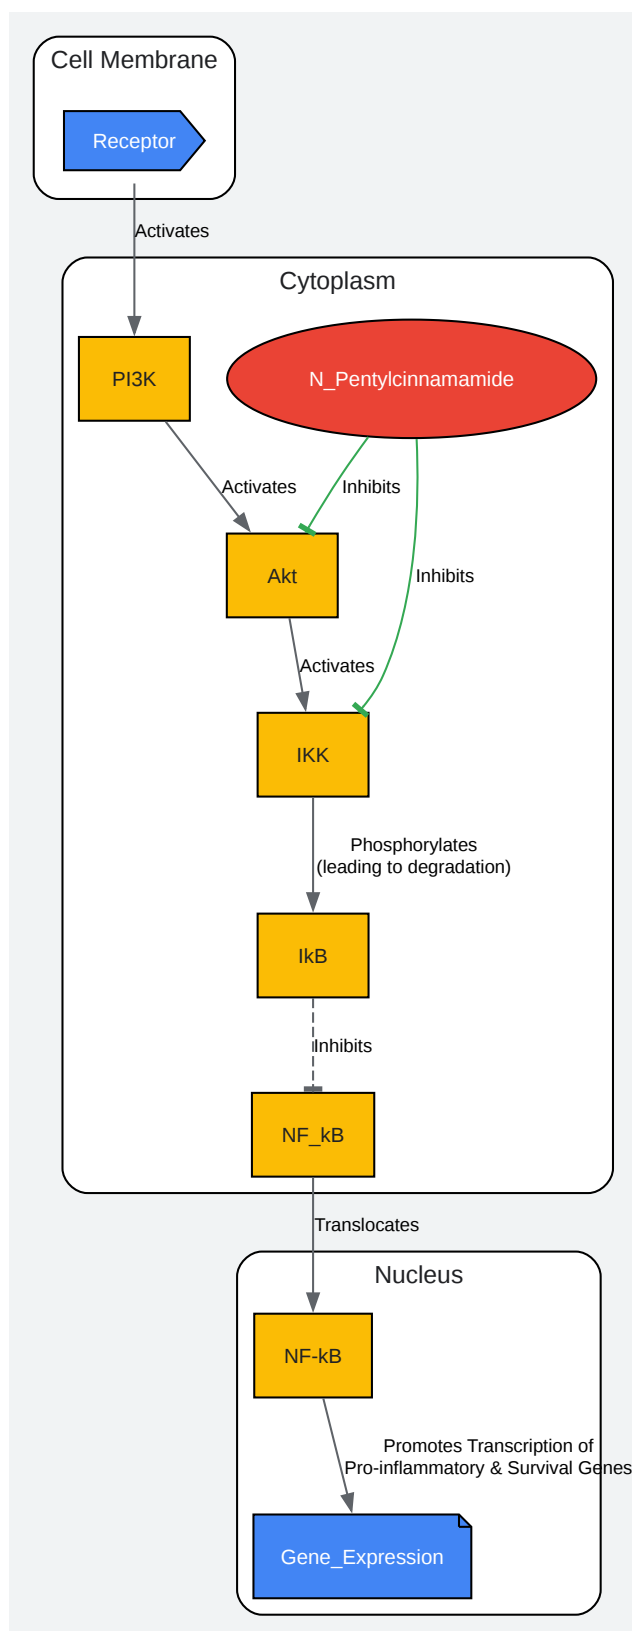 Cell Membrane
Receptor
Activates
Cytoplasm
PI3K
N_Pentylcinnamamide
Activates
Inhibits
Akt
Inhibits
Activates
IKK
Phosphorylates
(leading to degradation)
IkB
Inhibits
NF_kB
Translocates
Nucleus
NF-kB
Promotes Transcription of
Pro-inflammatory & Survival Genes
Gene_Expression